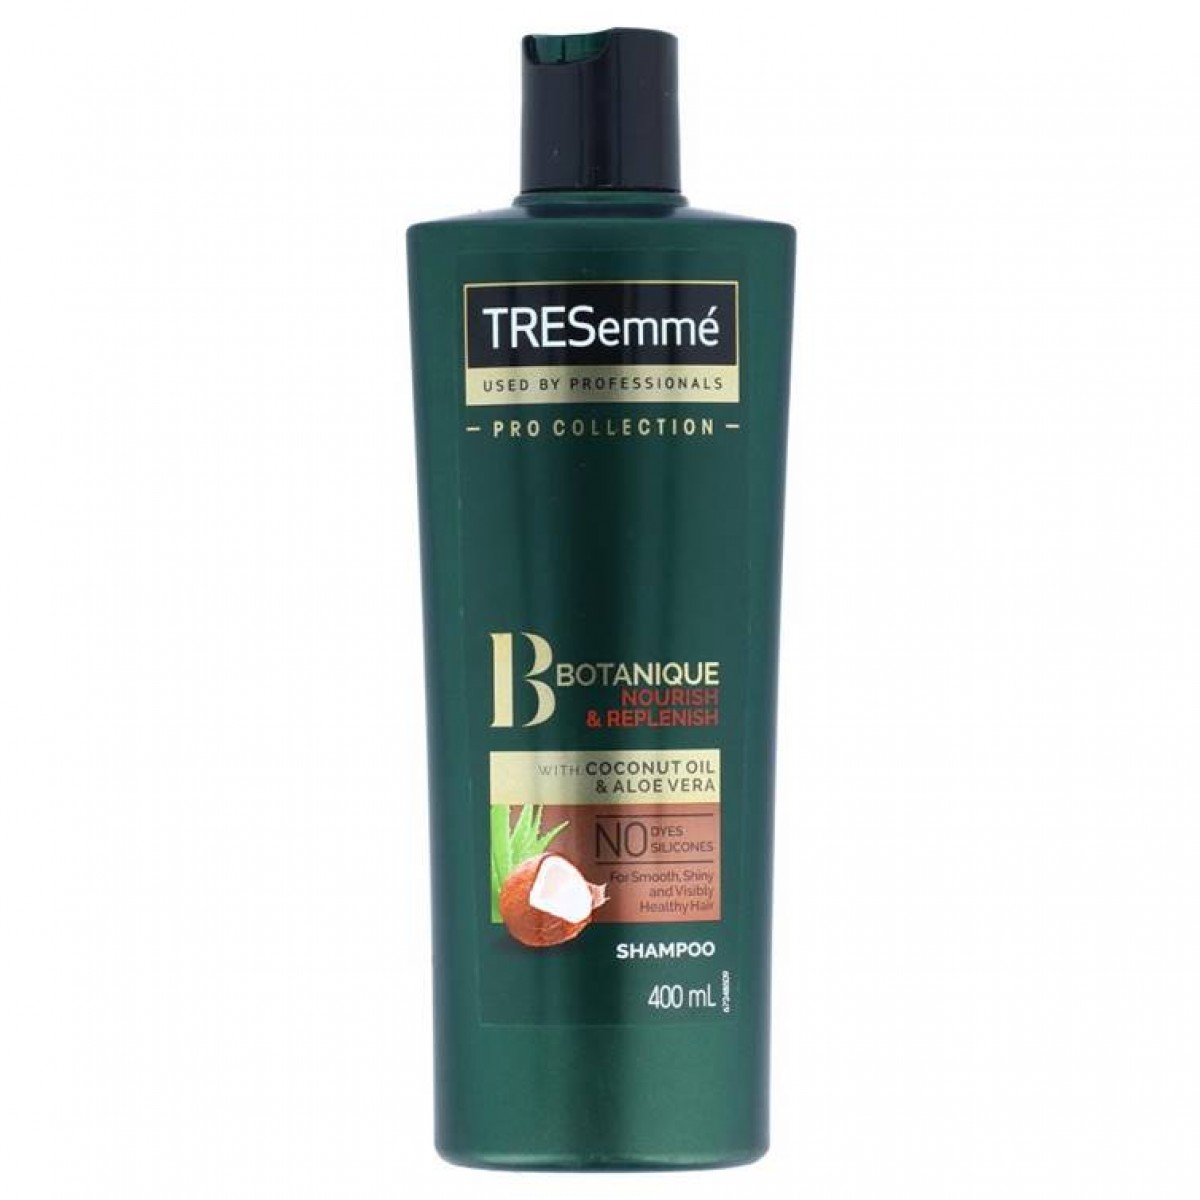 TRESemmé
USED BY PROFESSIONALS
PRO COLLECTION
B BOTANIQUE
NOURISH
& REPLENISH
WITH COCONUT OIL
& ALOE VERA
NO DYES
SILICONES
For Smooth, Shiny
and Visibly
Healthy Hair
SHAMPOO
400 mL